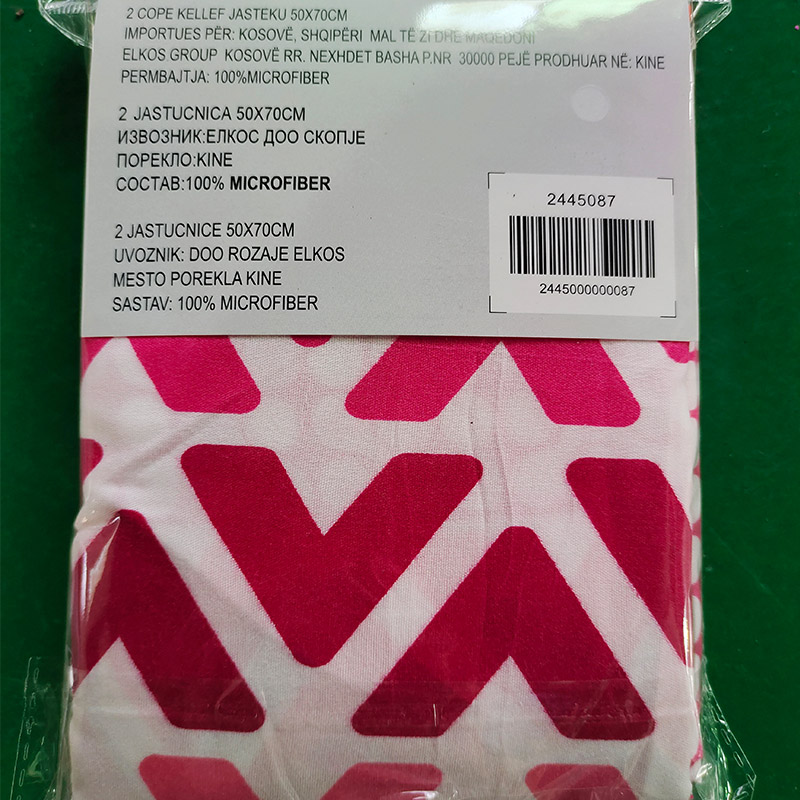 2 COPE KELLEF JASTEKU 50X70CM
IMPORTUES PËR: KOSOVË, SHQIPËRI MAL TË ZI DHE MAQEDONI
ELKOS GROUP KOSOVË RR. NEXHDET BASHA P.NR 30000 PEJË PRODHUAR NË: KINE
PERMBAJTJA: 100%MICROFIBER
2 JASTUCNICA 50X70CM
ИЗВОЗНИК:ЕЛКОС ДОО СКОПЈЕ
ПОРЕКЛО:KINE
СОСТАВ:100% MICROFIBER
2 JASTUCNICE 50X70CM
UVOZNIK: DOO ROZAJE ELKOS
MESTO POREKLA KINE
SASTAV: 100% MICROFIBER
2445087
2445000000087